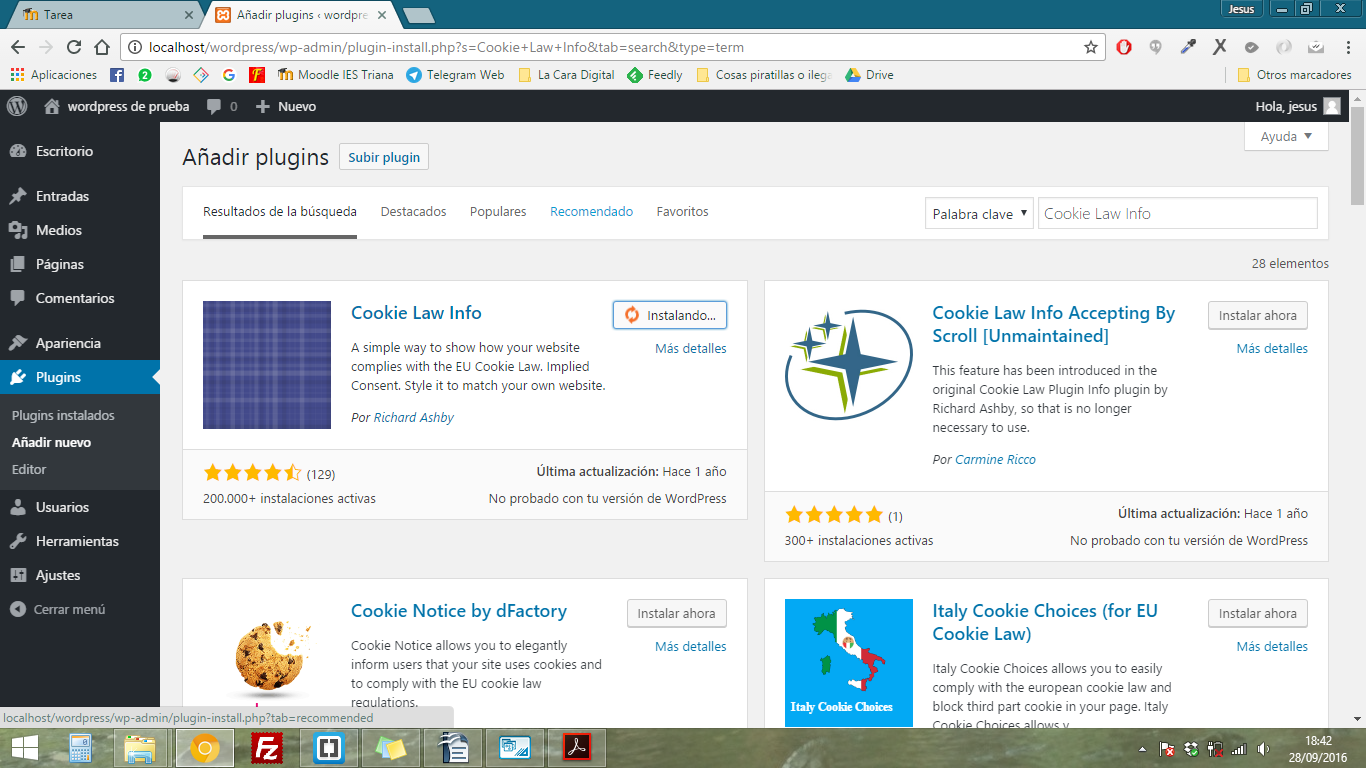 Tarea
Añadir plugins ‹ wordpre
Jesus
localhost/wordpress/wp-admin/plugin-install.php?s=Cookie+Law+Info&tab=search&type=term
Aplicaciones
Moodle IES Triana
Telegram Web
La Cara Digital
Feedly
Cosas piratillas o ilega
Drive
Otros marcadores
wordpress de prueba
0
Nuevo
Hola, jesus
Escritorio
Entradas
Medios
Páginas
Comentarios
Apariencia
Plugins
Plugins instalados
Añadir nuevo
Editor
Usuarios
Herramientas
Ajustes
Cerrar menú
Añadir plugins
Subir plugin
Ayuda
Resultados de la búsqueda
Destacados
Populares
Recomendado
Favoritos
Palabra clave
Cookie Law Info
28 elementos
Cookie Law Info
Instalando...
Más detalles
A simple way to show how your website
complies with the EU Cookie Law. Implied
Consent. Style it to match your own website.
Por Richard Ashby
(129)
200.000+ instalaciones activas
Última actualización: Hace 1 año
No probado con tu versión de WordPress
Cookie Law Info Accepting By
Scroll [Unmaintained]
Instalar ahora
Más detalles
This feature has been introduced in the
original Cookie Law Plugin Info plugin by
Richard Ashby, so that is no longer
necessary to use.
Por Carmine Ricco
(1)
300+ instalaciones activas
Última actualización: Hace 1 año
No probado con tu versión de WordPress
Cookie Notice by dFactory
Instalar ahora
Más detalles
Cookie Notice allows you to elegantly
inform users that your site uses cookies and
to comply with the EU cookie law
regulations.
Italy Cookie Choices
Italy Cookie Choices (for EU
Cookie Law)
Instalar ahora
Más detalles
Italy Cookie Choices allows you to easily
comply with the european cookie law and
block third part cookie in your page. Italy
Cookie Choices allows y
localhost/wordpress/wp-admin/plugin-install.php?tab=recommended
18:42
28/09/2016